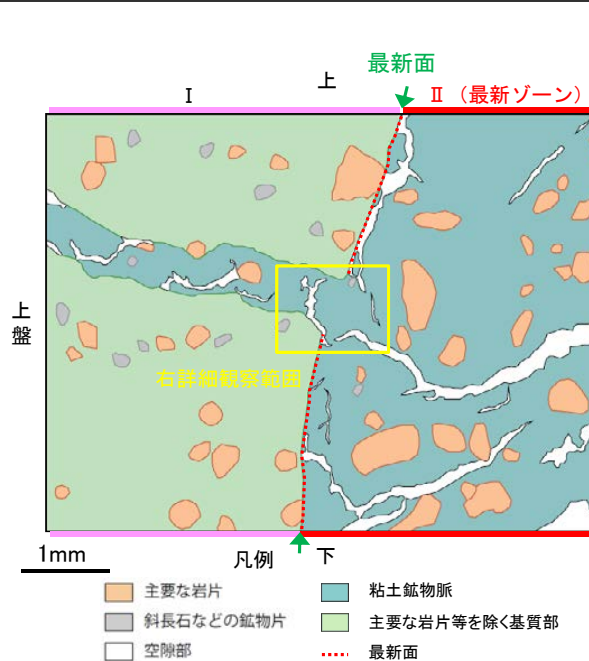 最新面
上
Ⅰ
Ⅱ（最新ゾーン）
上盤
右詳細観察範囲
1mm
凡例
下
主要な岩片
粘土鉱物脈
斜長石などの鉱物片
主要な岩片等を除く基質部
空隙部
最新面